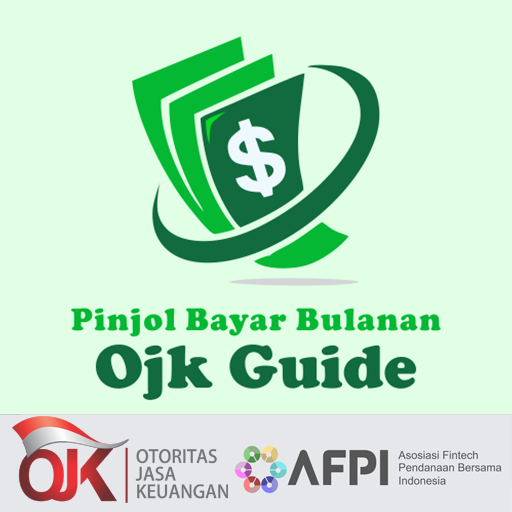 $
Pinjol Bayar Bulanan
Ojk Guide
OJK
OTORITAS
JASA
KEUANGAN
AFPI
Asosiasi Fintech
Pendanaan Bersama
Indonesia